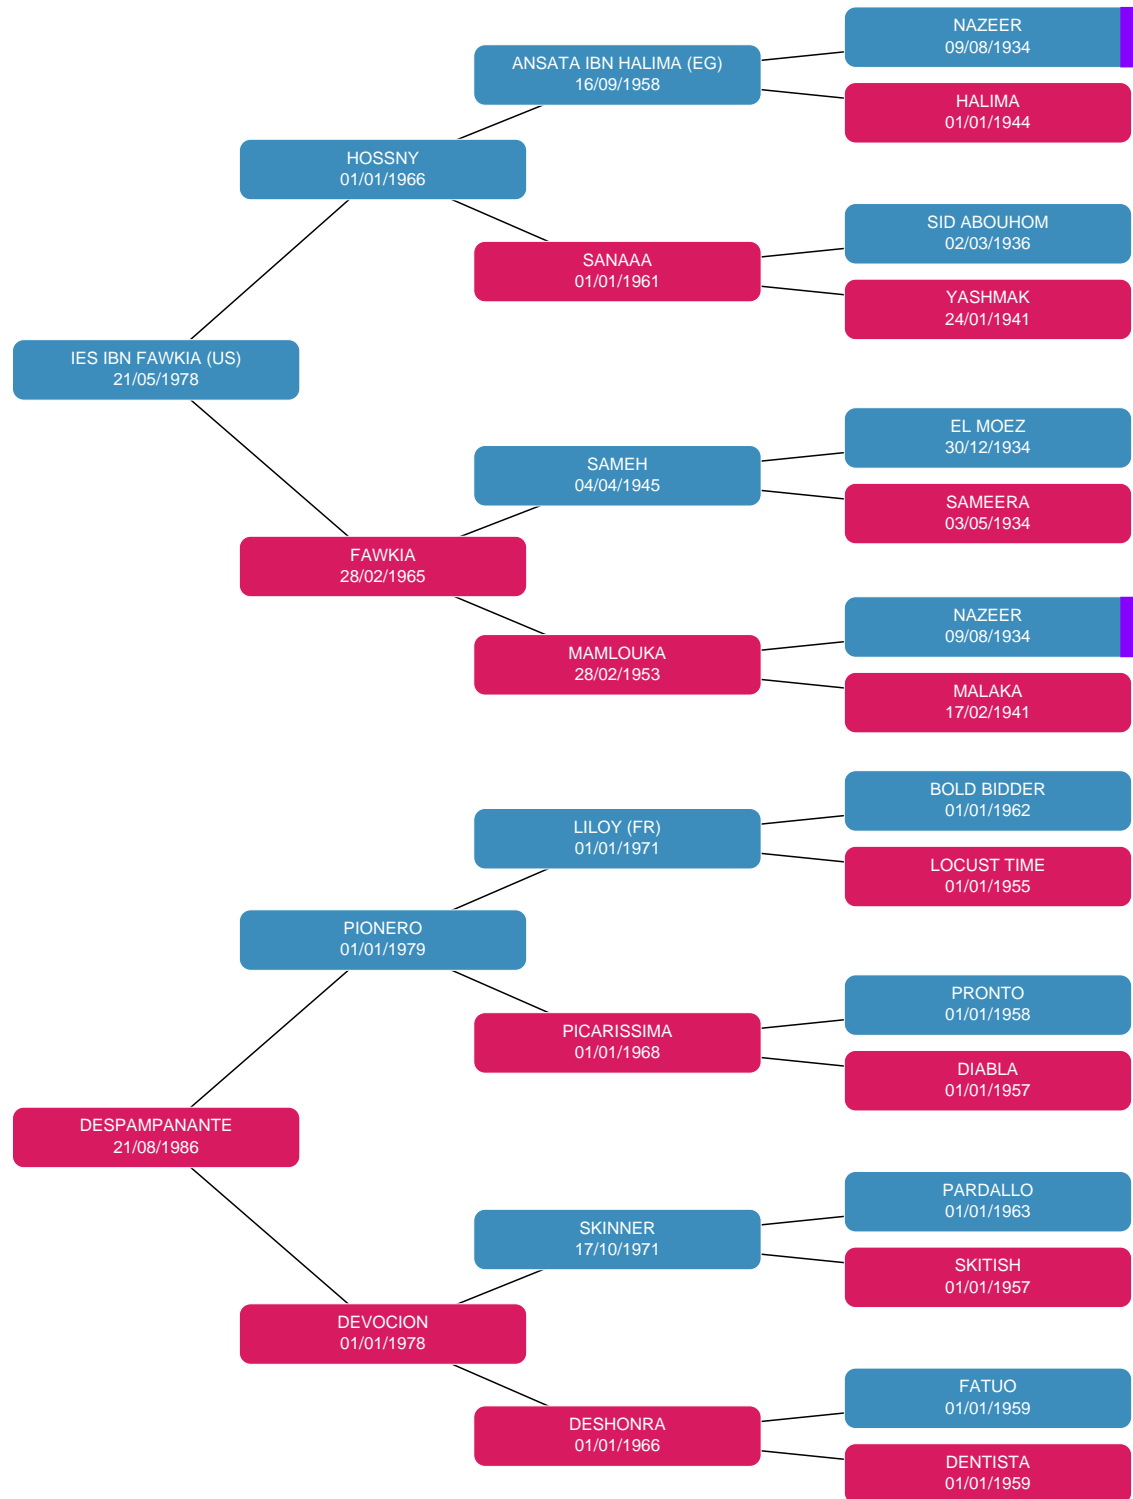 NAZEER
09/08/1934
ANSATA IBN HALIMA (EG)
16/09/1958
HALIMA
01/01/1944
HOSSNY
01/01/1966
SID ABOUHOM
02/03/1936
SANAAA
01/01/1961
YASHMAK
24/01/1941
IES IBN FAWKIA (US)
21/05/1978
EL MOEZ
30/12/1934
SAMEH
04/04/1945
SAMEERA
03/05/1934
FAWKIA
28/02/1965
NAZEER
09/08/1934
MAMLOUKA
28/02/1953
MALAKA
17/02/1941
BOLD BIDDER
01/01/1962
LILOY (FR)
01/01/1971
LOCUST TIME
01/01/1955
PIONERO
01/01/1979
PRONTO
01/01/1958
PICARISSIMA
01/01/1968
DIABLA
01/01/1957
DESPAMPANANTE
21/08/1986
PARDALLO
01/01/1963
SKINNER
17/10/1971
SKITISH
01/01/1957
DEVOCION
01/01/1978
FATUO
01/01/1959
DESHONRA
01/01/1966
DENTISTA
01/01/1959